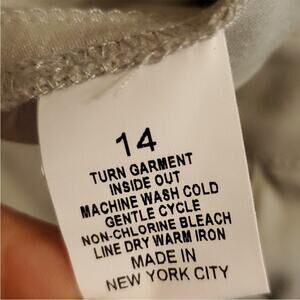 14
TURN GARMENT
INSIDE OUT
MACHINE WASH COLD
GENTLE CYCLE
NON-CHLORINE BLEACH
LINE DRY WARM IRON
MADE IN
NEW YORK CITY